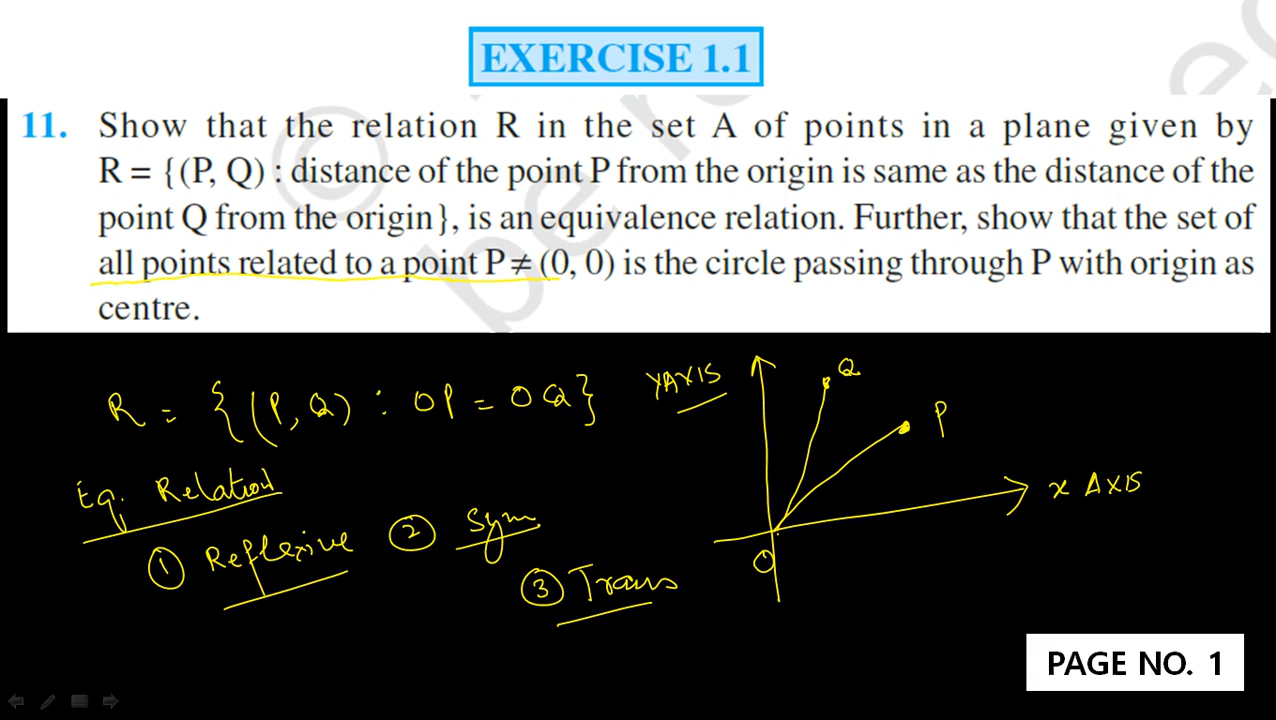 EXERCISE 1.1
11. Show that the relation R in the set A of points in a plane given by
R = {(P, Q) : distance of the point P from the origin is same as the distance of the
point Q from the origin}, is an equivalence relation. Further, show that the set of
all points related to a point P ≠ (0, 0) is the circle passing through P with origin as
centre.
R = {(P, Q) : OP = OQ}
YAXIS
Q
P
Eq. Relation
x AXIS
① Reflexive ② Sym
③ Trans
O
PAGE NO. 1